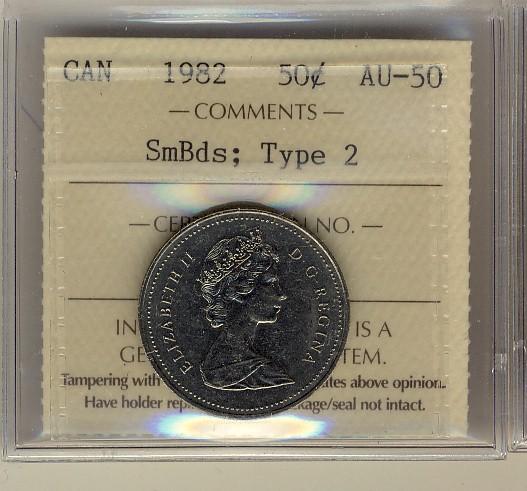 CAN 1982 50¢ AU-50
— COMMENTS —
SmBds; Type 2
NO. —
ELIZABETH II D·G·REGINA
IS A
Tampering with above opinion.
Have holder not intact.